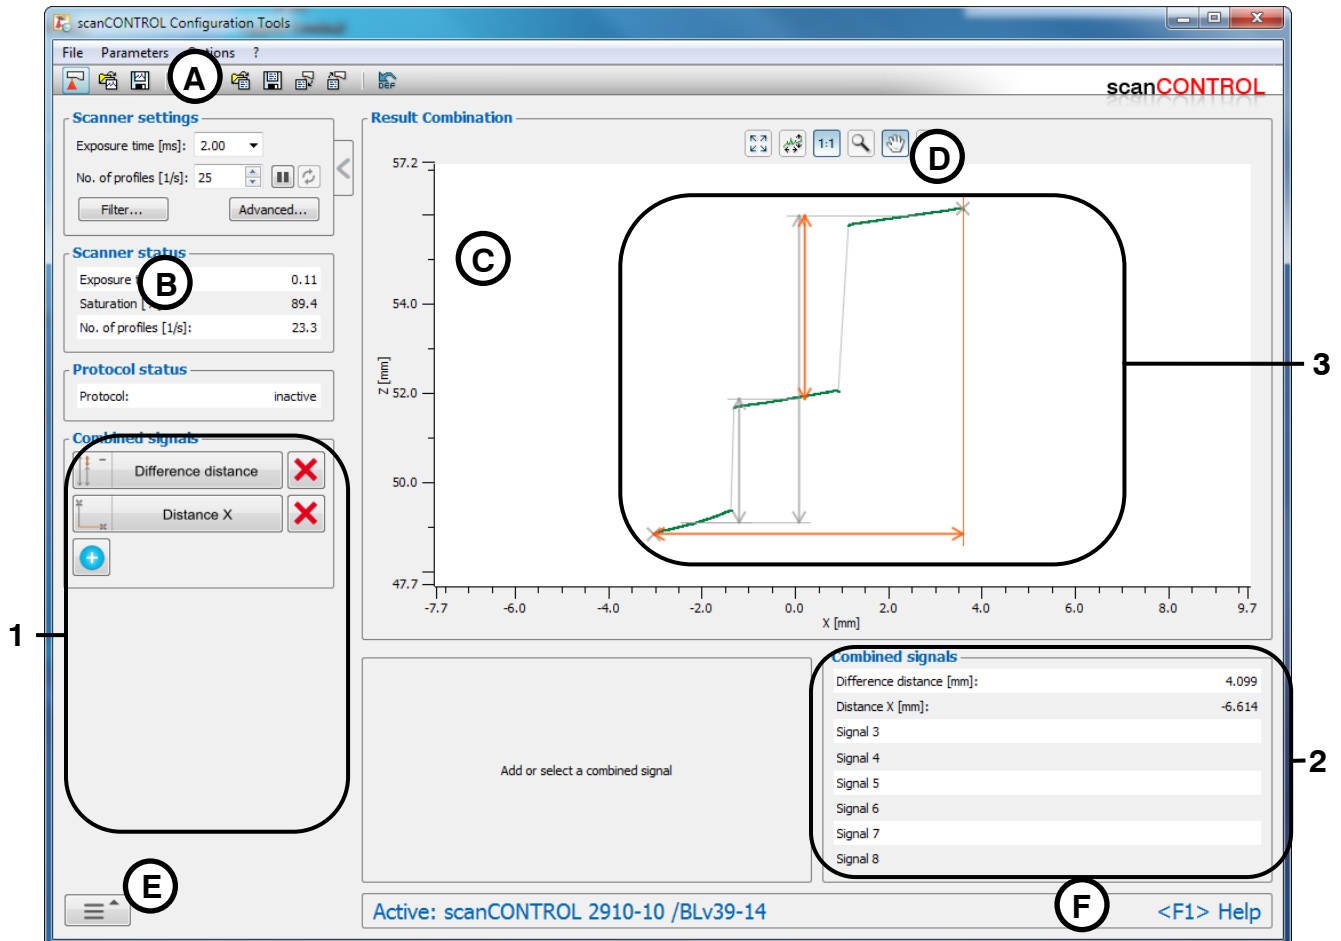 scanCONTROL Configuration Tools
File Parameters Options ?
A
DEF
scanCONTROL
Scanner settings
Exposure time [ms]: 2.00
No. of profiles [1/s]: 25
Filter... Advanced...
Scanner status
Exposure 0.11
B
Saturation [ 89.4
No. of profiles [1/s]: 23.3
Protocol status
Protocol: inactive
Combined signals
Difference distance
Distance X
1
E
Result Combination
1:1
D
C
57.2
54.0
52.0
50.0
47.7
Z [mm]
-7.7 -6.0 -4.0 -2.0 0.0 2.0 4.0 6.0 8.0 9.7
X [mm]
3
Add or select a combined signal
Combined signals
Difference distance [mm]: 4.099
Distance X [mm]: -6.614
Signal 3
Signal 4
Signal 5
Signal 6
Signal 7
Signal 8
2
Active: scanCONTROL 2910-10 /BLv39-14
F
<F1> Help